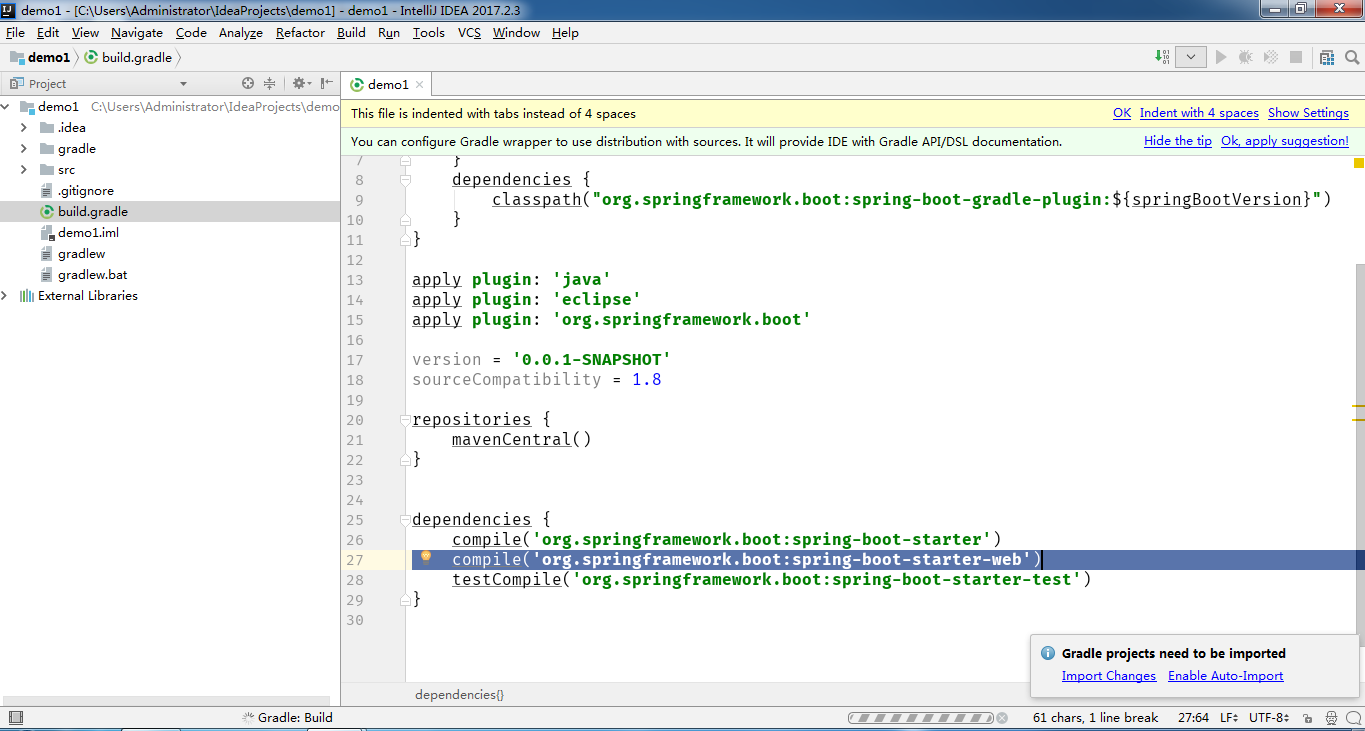 demo1 - [C:\Users\Administrator\IdeaProjects\demo1] - demo1 - IntelliJ IDEA 2017.2.3
File Edit View Navigate Code Analyze Refactor Build Run Tools VCS Window Help
demo1 build.gradle
Project
demo1
demo1 C:\Users\Administrator\IdeaProjects\demo
.idea
gradle
src
.gitignore
build.gradle
demo1.iml
gradlew
gradlew.bat
External Libraries
This file is indented with tabs instead of 4 spaces OK Indent with 4 spaces Show Settings
You can configure Gradle wrapper to use distribution with sources. It will provide IDE with Gradle API/DSL documentation. Hide the tip Ok, apply suggestion!
7 }
8 dependencies {
9 classpath("org.springframework.boot:spring-boot-gradle-plugin:${springBootVersion}")
10 }
11 }
12
13 apply plugin: 'java'
14 apply plugin: 'eclipse'
15 apply plugin: 'org.springframework.boot'
16
17 version = '0.0.1-SNAPSHOT'
18 sourceCompatibility = 1.8
19
20 repositories {
21 mavenCentral()
22 }
23
24
25 dependencies {
26 compile('org.springframework.boot:spring-boot-starter')
27 compile('org.springframework.boot:spring-boot-starter-web')
28 testCompile('org.springframework.boot:spring-boot-starter-test')
29 }
30
Gradle projects need to be imported
Import Changes Enable Auto-Import
dependencies{}
Gradle: Build 61 chars, 1 line break 27:64 LF UTF-8